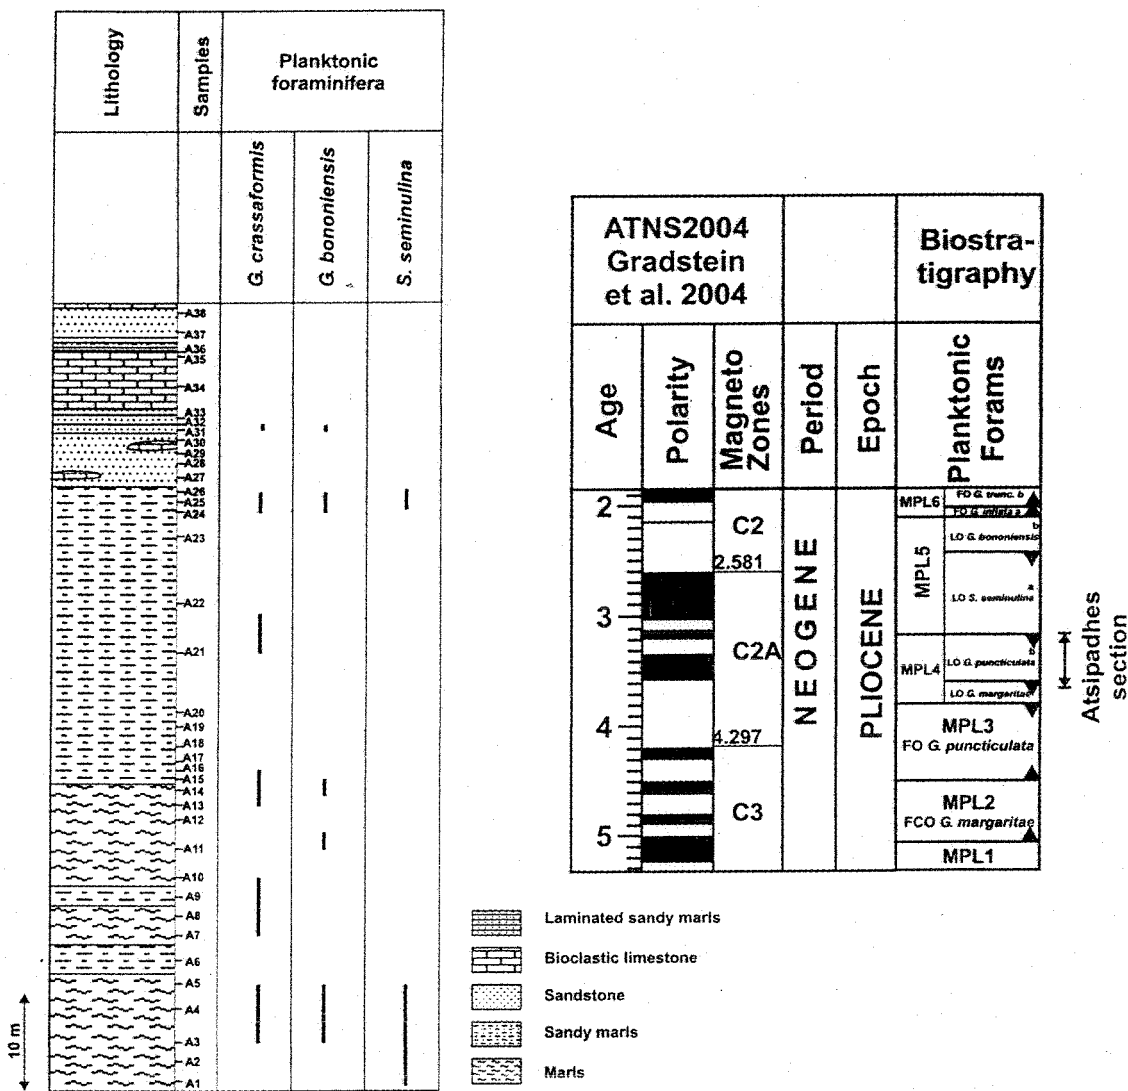 Lithology
Samples
Planktonic
foraminifera
G. crassaformis
G. bononiensis
S. seminulina
A38
A37
A36
A35
A34
A33
A32
A31
A30
A29
A28
A27
A26
A25
A24
A23
A22
A21
A20
A19
A18
A17
A16
A15
A14
A13
A12
A11
A10
A9
A8
A7
A6
A5
A4
A3
A2
A1
10 m
ATNS2004
Gradstein
et al. 2004
Biostra-
tigraphy
Age
Polarity
Magneto
Zones
Period
Epoch
Planktonic
Forams
2
3
4
5
C2
2.581
C2A
4.297
C3
NEOGENE
PLIOCENE
MPL6
FO G. trunc. b
FO G. inflata a
MPL5
b
LO G. bononiensis
a
LO S. seminulina
MPL4
b
LO G. puncticulata
LO G. margaritae
MPL3
FO G. puncticulata
MPL2
FCO G. margaritae
MPL1
Atsipadhes
section
Laminated sandy marls
Bioclastic limestone
Sandstone
Sandy marls
Marls